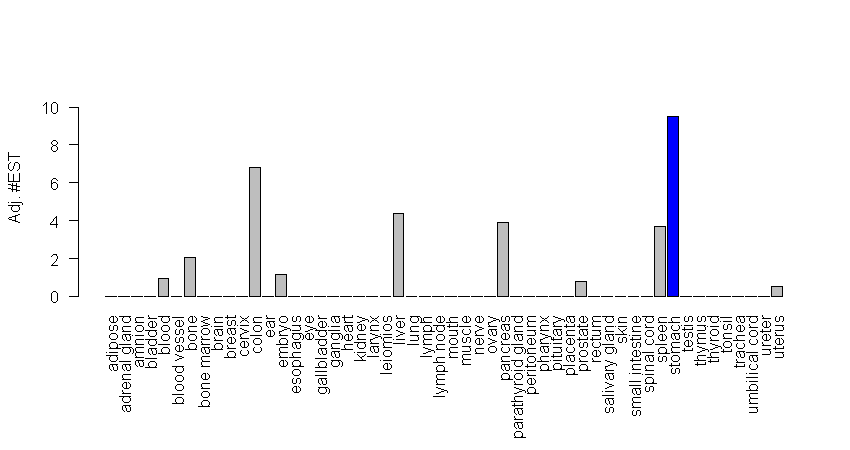 10
8
6
4
2
0
Adj. #EST
adipose
adrenal gland
amnion
bladder
blood
blood vessel
bone
bone marrow
brain
breast
cervix
colon
ear
embryo
esophagus
eye
gallbladder
ganglia
heart
kidney
larynx
leiomios
liver
lung
lymph
lymph node
mouth
muscle
nerve
ovary
pancreas
parathyroid gland
peritoneum
pharynx
pituitary
placenta
prostate
rectum
salivary gland
skin
small intestine
spinal cord
spleen
stomach
testis
thymus
thyroid
tonsil
trachea
umbilical cord
ureter
uterus